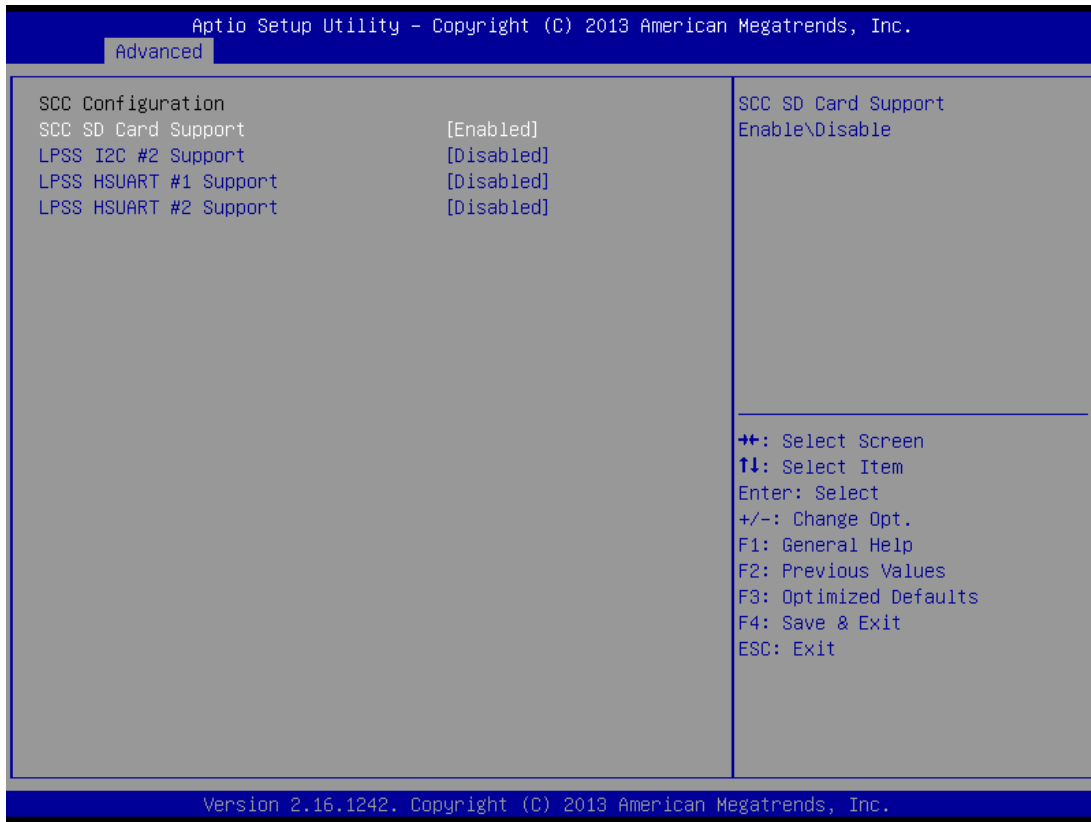 Aptio Setup Utility – Copyright (C) 2013 American Megatrends, Inc.
Advanced
SCC Configuration
SCC SD Card Support [Enabled]
LPSS I2C #2 Support [Disabled]
LPSS HSUART #1 Support [Disabled]
LPSS HSUART #2 Support [Disabled]
SCC SD Card Support
Enable\Disable
→←: Select Screen
↑↓: Select Item
Enter: Select
+/-: Change Opt.
F1: General Help
F2: Previous Values
F3: Optimized Defaults
F4: Save & Exit
ESC: Exit
Version 2.16.1242. Copyright (C) 2013 American Megatrends, Inc.